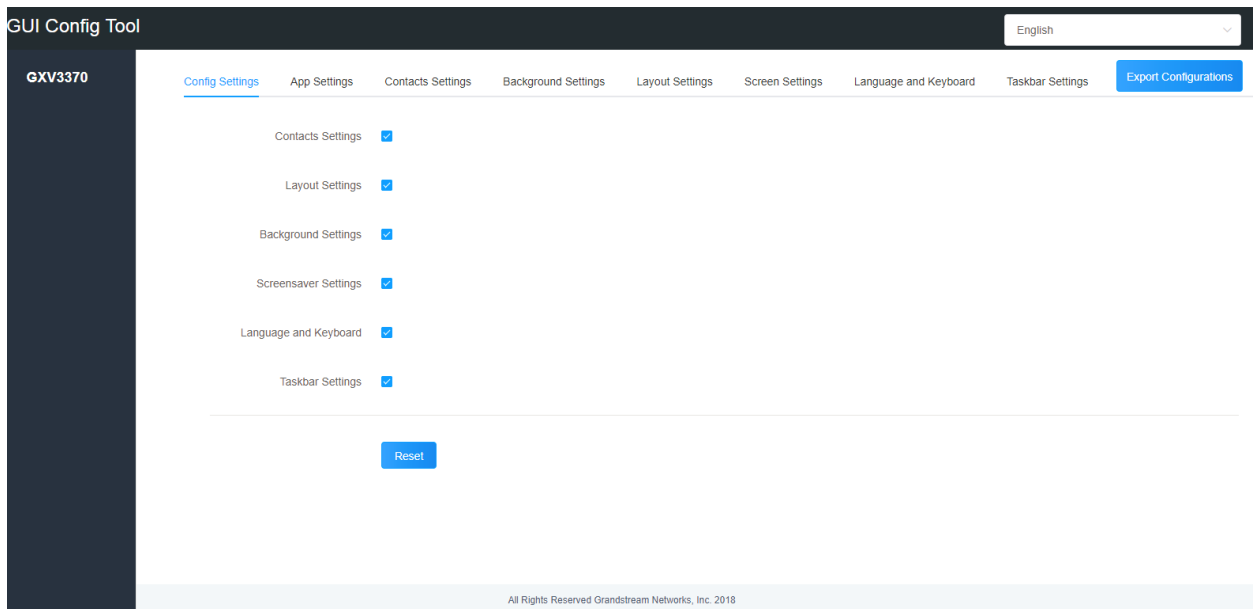 GUI Config Tool
English
GXV3370
Config Settings
App Settings
Contacts Settings
Background Settings
Layout Settings
Screen Settings
Language and Keyboard
Taskbar Settings
Export Configurations
Contacts Settings
Layout Settings
Background Settings
Screensaver Settings
Language and Keyboard
Taskbar Settings
Reset
All Rights Reserved Grandstream Networks, Inc. 2018